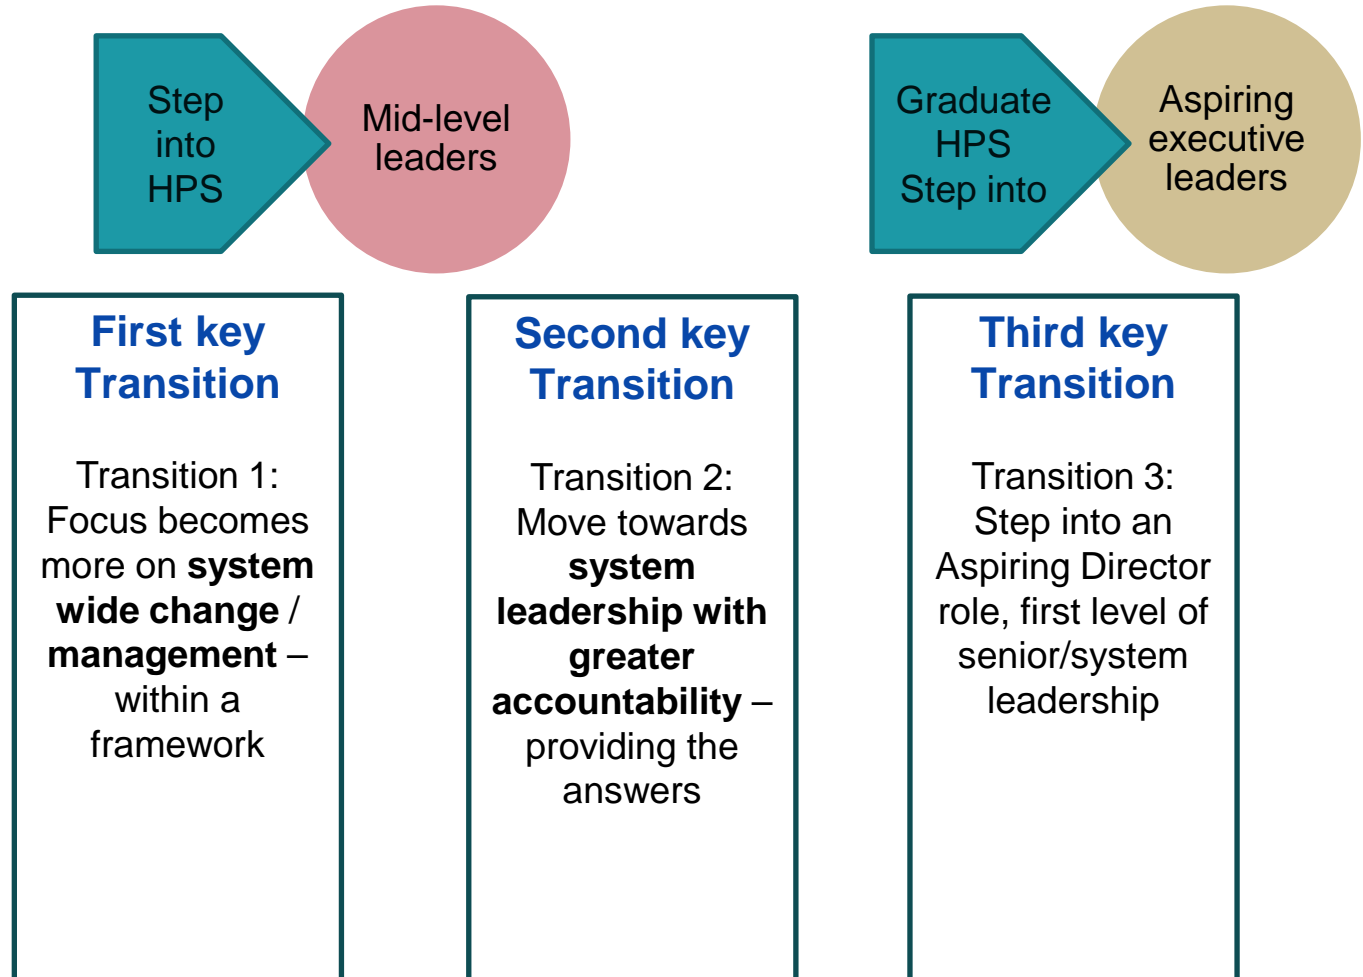 Step
into
HPS
Mid-level
leaders
Graduate
HPS
Step into
Aspiring
executive
leaders
First key
Transition
Transition 1:
Focus becomes
more on system
wide change /
management –
within a
framework
Second key
Transition
Transition 2:
Move towards
system
leadership with
greater
accountability –
providing the
answers
Third key
Transition
Transition 3:
Step into an
Aspiring Director
role, first level of
senior/system
leadership